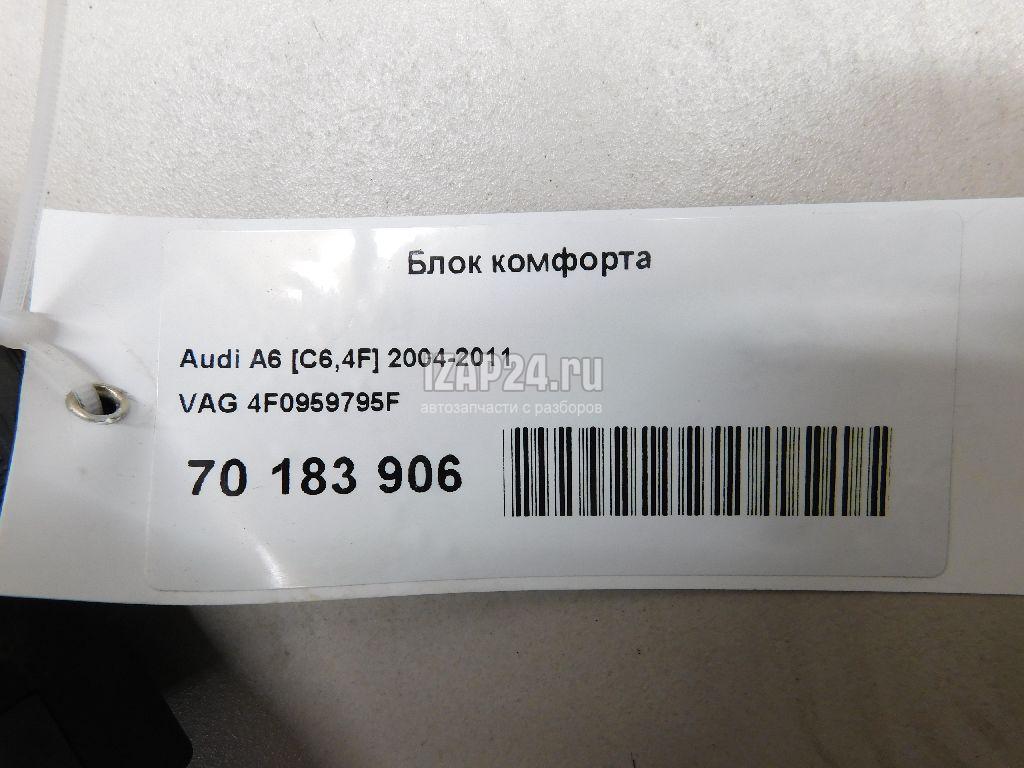 Блок комфорта
Audi A6 [C6,4F] 2004-2011
IZAP24.ru
VAG 4F0959795F
автозапчасти с разборов
70 183 906